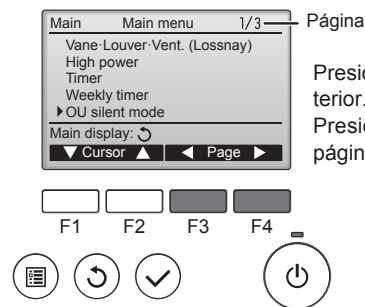 Main Main menu 1/3 Página
Vane·Louver·Vent. (Lossnay)
High power
Timer
Weekly timer
▶OU silent mode
Main display: ↺
▼ Cursor ▲ ◀ Page ▶
Presio
terior.
Presio
págin
F1 F2 F3 F4